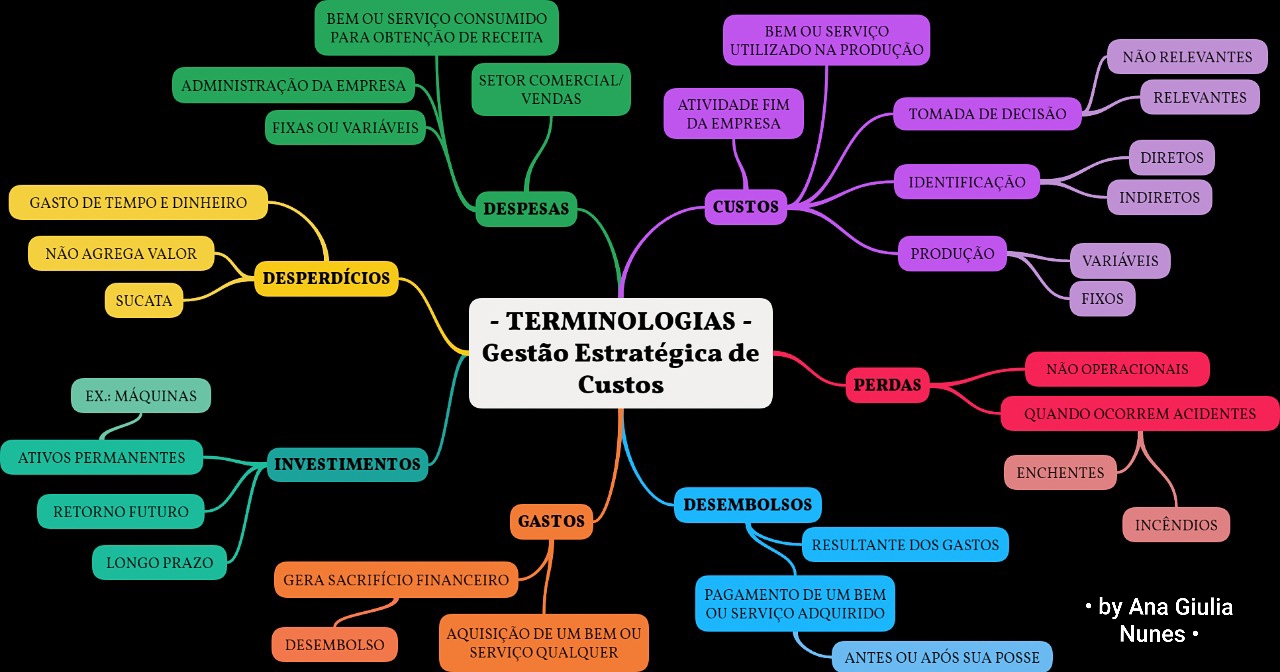 - TERMINOLOGIAS -
Gestão Estratégica de
Custos
DESPESAS
BEM OU SERVIÇO CONSUMIDO
PARA OBTENÇÃO DE RECEITA
ADMINISTRAÇÃO DA EMPRESA
FIXAS OU VARIÁVEIS
SETOR COMERCIAL/
VENDAS
CUSTOS
BEM OU SERVIÇO
UTILIZADO NA PRODUÇÃO
ATIVIDADE FIM
DA EMPRESA
TOMADA DE DECISÃO
NÃO RELEVANTES
RELEVANTES
IDENTIFICAÇÃO
DIRETOS
INDIRETOS
PRODUÇÃO
VARIÁVEIS
FIXOS
DESPERDÍCIOS
GASTO DE TEMPO E DINHEIRO
NÃO AGREGA VALOR
SUCATA
PERDAS
NÃO OPERACIONAIS
QUANDO OCORREM ACIDENTES
ENCHENTES
INCÊNDIOS
INVESTIMENTOS
EX.: MÁQUINAS
ATIVOS PERMANENTES
RETORNO FUTURO
LONGO PRAZO
GASTOS
GERA SACRIFÍCIO FINANCEIRO
DESEMBOLSO
AQUISIÇÃO DE UM BEM OU
SERVIÇO QUALQUER
DESEMBOLSOS
RESULTANTE DOS GASTOS
PAGAMENTO DE UM BEM
OU SERVIÇO ADQUIRIDO
ANTES OU APÓS SUA POSSE
• by Ana Giulia
Nunes •